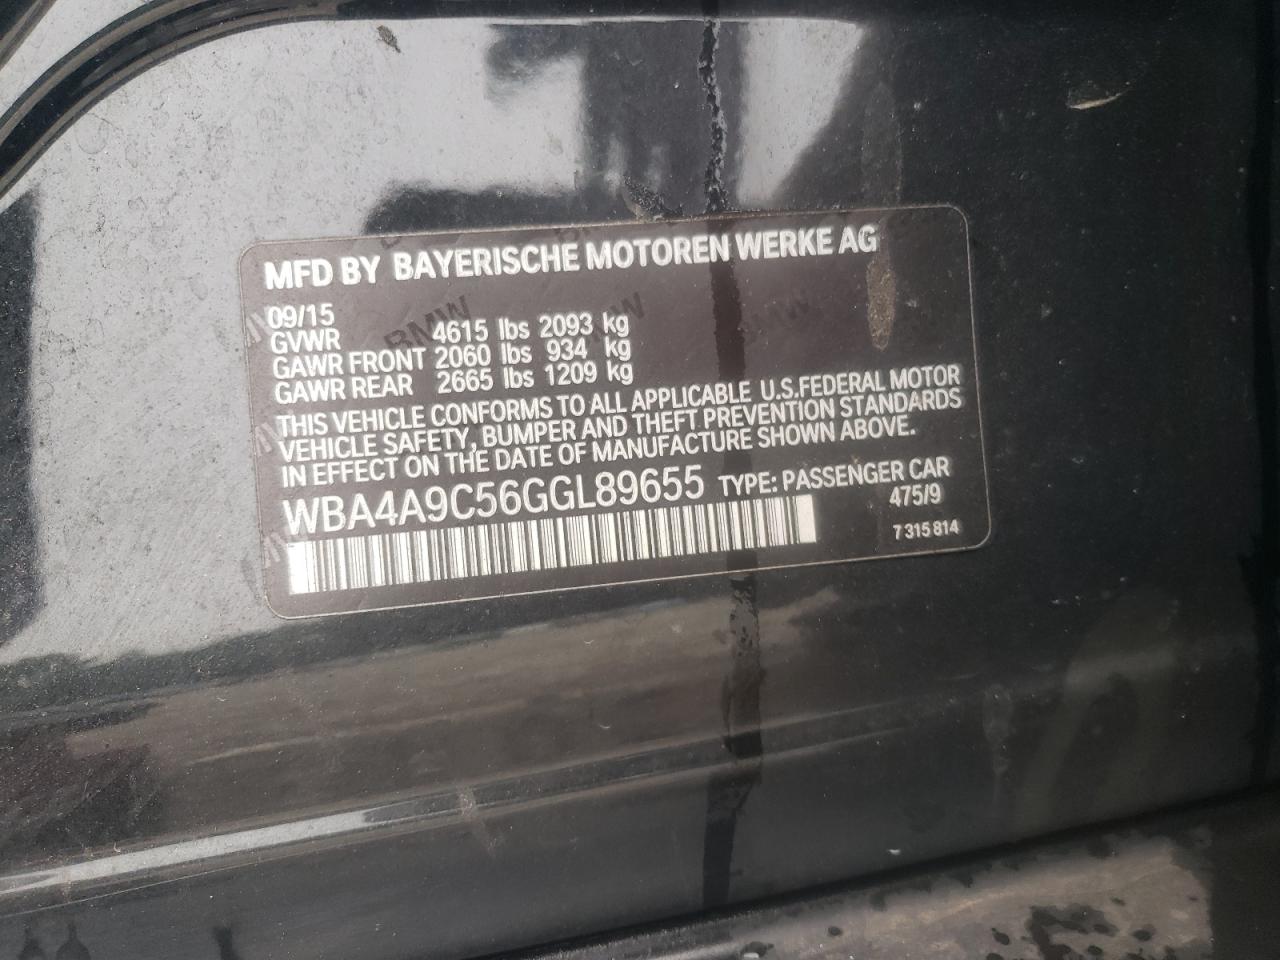 MFD BY BAYERISCHE MOTOREN WERKE AG
09/15
GVWR 4615 lbs 2093 kg
GAWR FRONT 2060 lbs 934 kg
GAWR REAR 2665 lbs 1209 kg
THIS VEHICLE CONFORMS TO ALL APPLICABLE U.S.FEDERAL MOTOR
VEHICLE SAFETY, BUMPER AND THEFT PREVENTION STANDARDS
IN EFFECT ON THE DATE OF MANUFACTURE SHOWN ABOVE.
WBA4A9C56GGL89655 TYPE: PASSENGER CAR
475/9
7 315 814
BMW
BMW
BMW